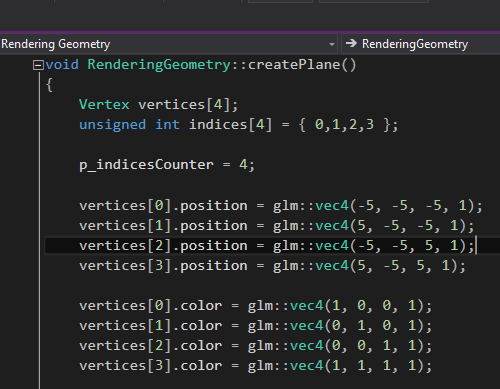 Rendering Geometry RenderingGeometry
void RenderingGeometry::createPlane()
{
Vertex vertices[4];
unsigned int indices[4] = { 0,1,2,3 };
p_indicesCounter = 4;
vertices[0].position = glm::vec4(-5, -5, -5, 1);
vertices[1].position = glm::vec4(5, -5, -5, 1);
vertices[2].position = glm::vec4(-5, -5, 5, 1);
vertices[3].position = glm::vec4(5, -5, 5, 1);
vertices[0].color = glm::vec4(1, 0, 0, 1);
vertices[1].color = glm::vec4(0, 1, 0, 1);
vertices[2].color = glm::vec4(0, 0, 1, 1);
vertices[3].color = glm::vec4(1, 1, 1, 1);